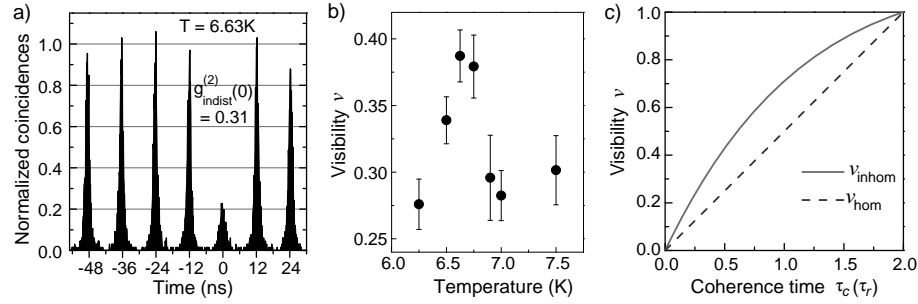 a)
T = 6.63K
g(2)indist(0)
= 0.31
Normalized coincidences
1.0
0.8
0.6
0.4
0.2
0.0
-48 -36 -24 -12 0 12 24
Time (ns)
b)
Visibility v
0.40
0.35
0.30
0.25
6.0 6.5 7.0 7.5
Temperature (K)
c)
Visibility v
1.0
0.8
0.6
0.4
0.2
0.0
νinhom
νhom
0.0 0.5 1.0 1.5 2.0
Coherence time τc(τr)